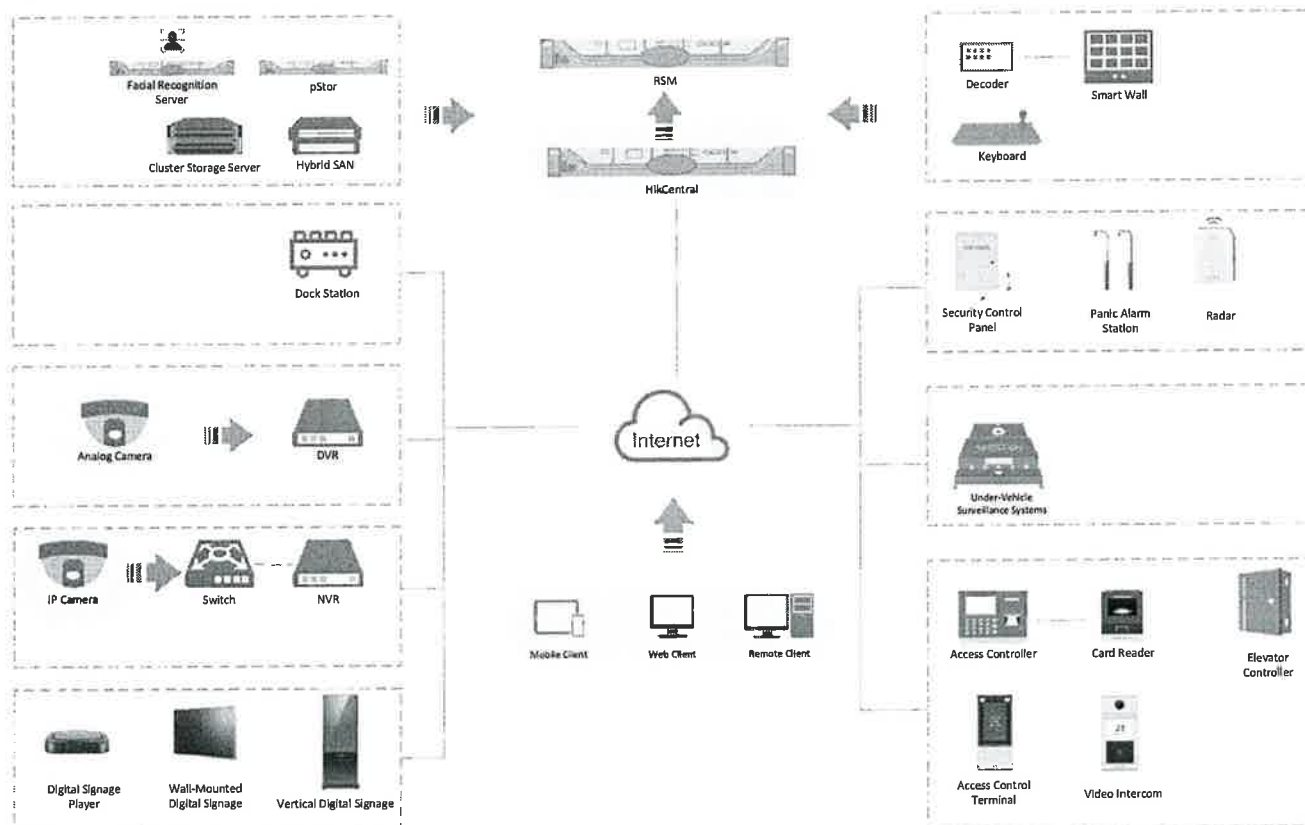 Facial Recognition
Server
pStor
Cluster Storage Server
Hybrid SAN
RSM
HikCentral
Decoder
Smart Wall
Keyboard
Dock Station
Security Control
Panel
Panic Alarm
Station
Radar
Analog Camera
DVR
Internet
Under-Vehicle
Surveillance Systems
IP Camera
Switch
NVR
Mobile Client
Web Client
Remote Client
Access Controller
Card Reader
Elevator
Controller
Digital Signage
Player
Wall-Mounted
Digital Signage
Vertical Digital Signage
Access Control
Terminal
Video Intercom